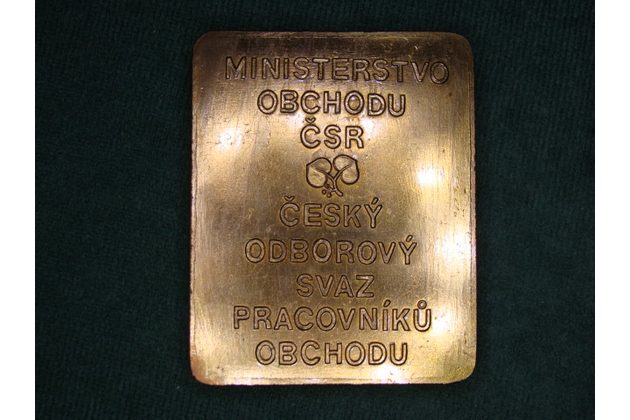 MINISTERSTVO
OBCHODU
ČSR
ČESKÝ
ODBOROVÝ
SVAZ
PRACOVNÍKŮ
OBCHODU